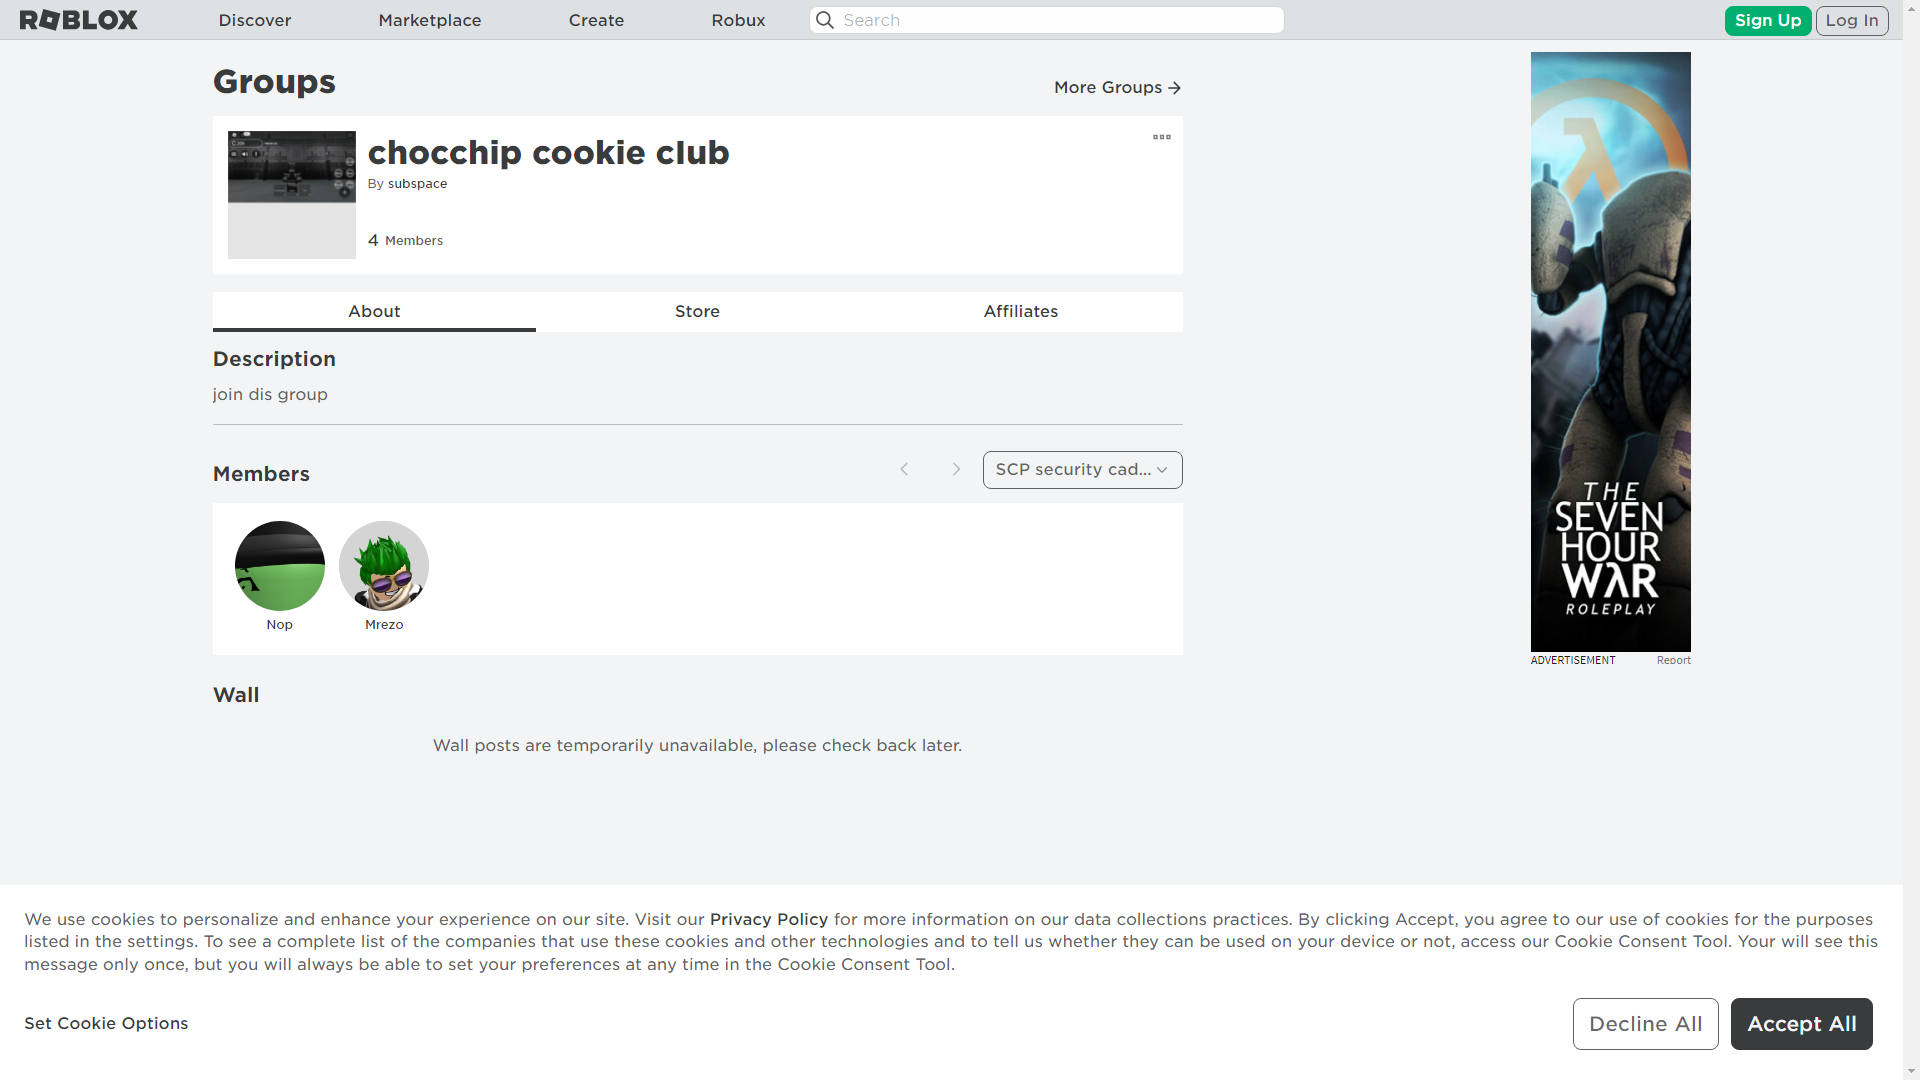 ROBLOX
Discover
Marketplace
Create
Robux
Search
Sign Up
Log In
Groups
More Groups
chocchip cookie club
By subspace
4 Members
About
Store
Affiliates
Description
join dis group
Members
SCP security cad...
Nop
Mrezo
Wall
Wall posts are temporarily unavailable, please check back later.
THE
SEVEN
HOUR
WAR
ROLEPLAY
ADVERTISEMENT
Report
We use cookies to personalize and enhance your experience on our site. Visit our Privacy Policy for more information on our data collections practices. By clicking Accept, you agree to our use of cookies for the purposes
listed in the settings. To see a complete list of the companies that use these cookies and other technologies and to tell us whether they can be used on your device or not, access our Cookie Consent Tool. Your will see this
message only once, but you will always be able to set your preferences at any time in the Cookie Consent Tool.
Set Cookie Options
Decline All
Accept All